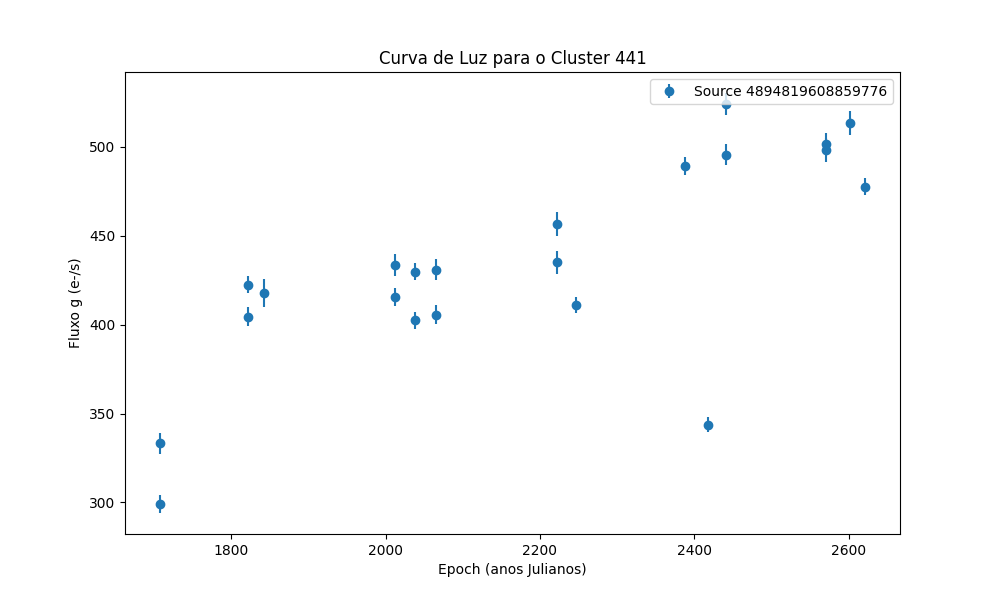 Curva de Luz para o Cluster 441
Source 4894819608859776
Fluxo g (e-/s)
500
450
400
350
300
1800 2000 2200 2400 2600
Epoch (anos Julianos)